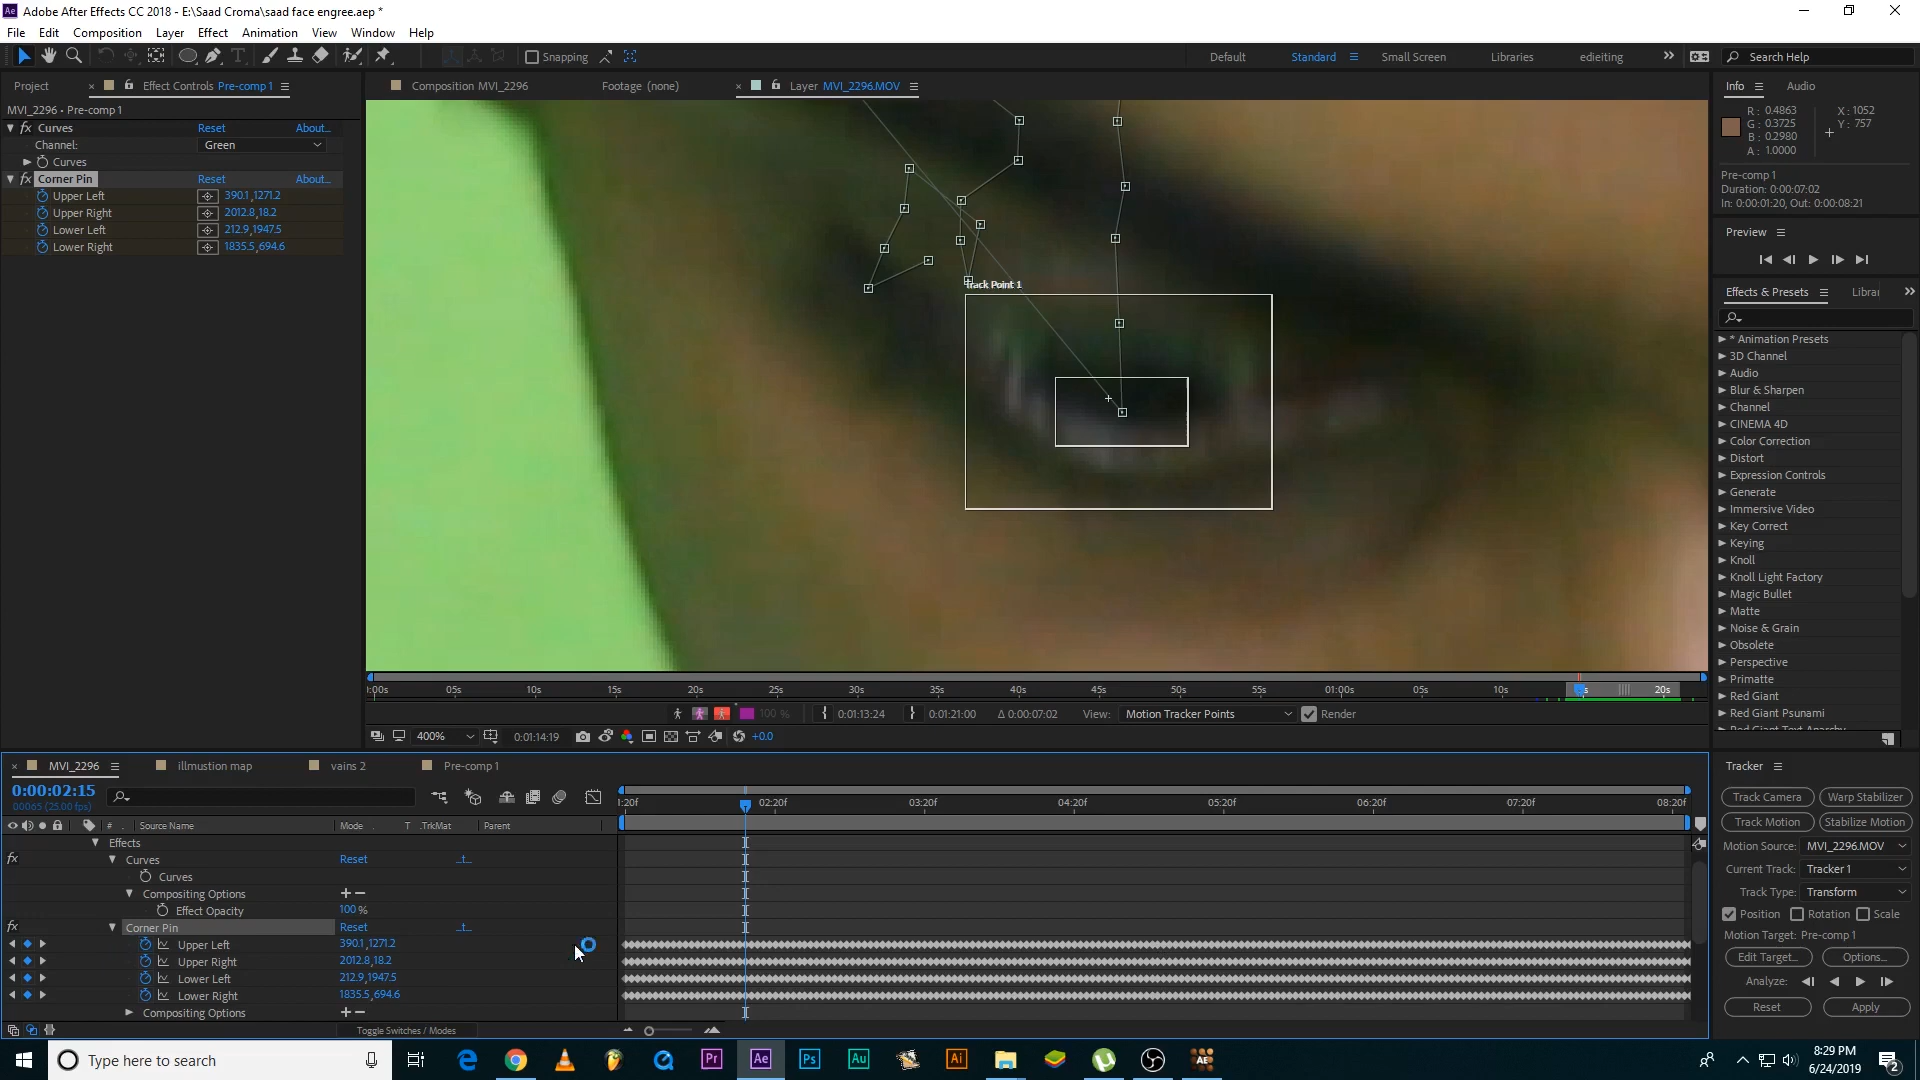 Adobe After Effects CC 2018 - E:\Saad Croma\saad face engree.aep *
File Edit Composition Layer Effect Animation View Window Help
Snapping Default Standard Small Screen Libraries edieiting Search Help
Project Effect Controls Pre-comp 1
MVI_2296 • Pre-comp 1
fx Curves Reset About...
Channel: Green
Curves
fx Corner Pin Reset About...
Upper Left 390.1,1271.2
Upper Right 2012.8,18.2
Lower Left 212.9,1947.5
Lower Right 1835.5,694.6
Composition MVI_2296 Footage (none) Layer MVI_2296.MOV
Track Point 1
:00s 05s 10s 15s 20s 25s 30s 35s 40s 45s 50s 55s 01:00s 05s 10s s 20s
100 % 0:01:13:24 0:01:21:00 Δ 0:00:07:02 View: Motion Tracker Points Render
400% 0:01:14:19 +0.0
Info Audio
R: 0.4863 X: 1052
G: 0.3725 Y: 757
B: 0.2980
A: 1.0000
Pre-comp 1
Duration: 0:00:07:02
In: 0:00:01:20, Out: 0:00:08:21
Preview
Effects & Presets Librar
* Animation Presets
3D Channel
Audio
Blur & Sharpen
Channel
CINEMA 4D
Color Correction
Distort
Expression Controls
Generate
Immersive Video
Key Correct
Keying
Knoll
Knoll Light Factory
Magic Bullet
Matte
Noise & Grain
Obsolete
Perspective
Primatte
Red Giant
Red Giant Psunami
Red Giant Text Anarchy
MVI_2296 illmustion map vains 2 Pre-comp 1
0:00:02:15
00065 (25.00 fps)
1:20f 02:20f 03:20f 04:20f 05:20f 06:20f 07:20f 08:20f
# Source Name Mode T .TrkMat Parent
Effects
fx Curves Reset ...t...
Curves
Compositing Options + −
Effect Opacity 100 %
fx Corner Pin Reset ...t...
Upper Left 390.1,1271.2
Upper Right 2012.8,18.2
Lower Left 212.9,1947.5
Lower Right 1835.5,694.6
Compositing Options + −
Toggle Switches / Modes
Tracker
Track Camera Warp Stabilizer
Track Motion Stabilize Motion
Motion Source: MVI_2296.MOV
Current Track: Tracker 1
Track Type: Transform
Position Rotation Scale
Motion Target: Pre-comp 1
Edit Target... Options...
Analyze:
Reset Apply
Type here to search
Pr Ae Ps Au Ai AE
8:29 PM
6/24/2019
2